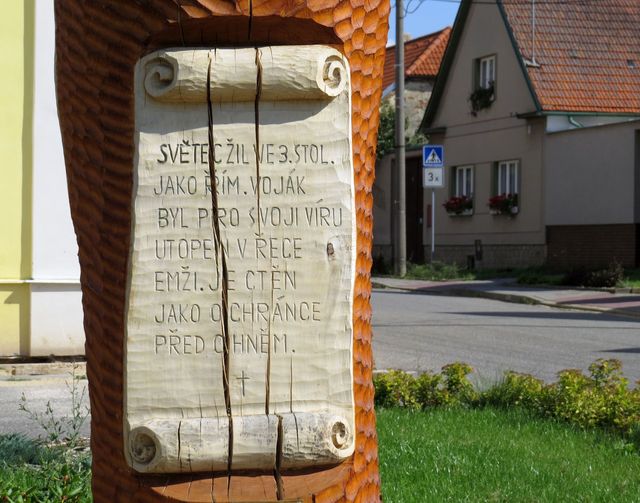 SVĚTEC ŽIL VE 3. STOL.
JAKO ŘÍM. VOJÁK
BYL PRO SVOJI VÍRU
UTOPEN V ŘECE
EMŽI. JE CTĚN
JAKO OCHRÁNCE
PŘED OHNĚM.
3x